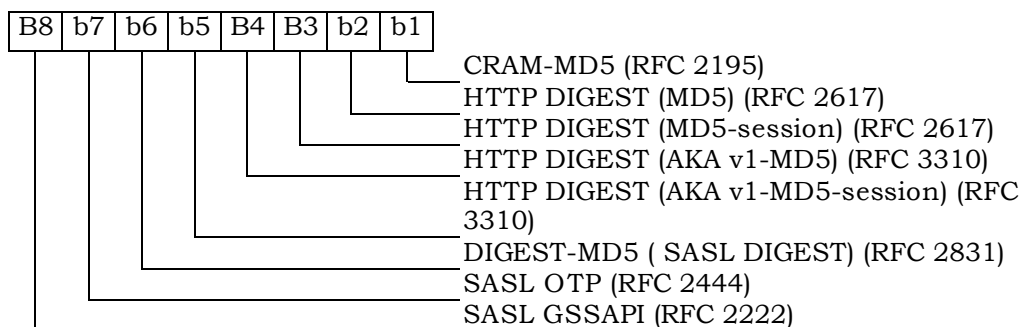 B8 b7 b6 b5 B4 B3 b2 b1
CRAM-MD5 (RFC 2195)
HTTP DIGEST (MD5) (RFC 2617)
HTTP DIGEST (MD5-session) (RFC 2617)
HTTP DIGEST (AKA v1-MD5) (RFC 3310)
HTTP DIGEST (AKA v1-MD5-session) (RFC
3310)
DIGEST-MD5 ( SASL DIGEST) (RFC 2831)
SASL OTP (RFC 2444)
SASL GSSAPI (RFC 2222)